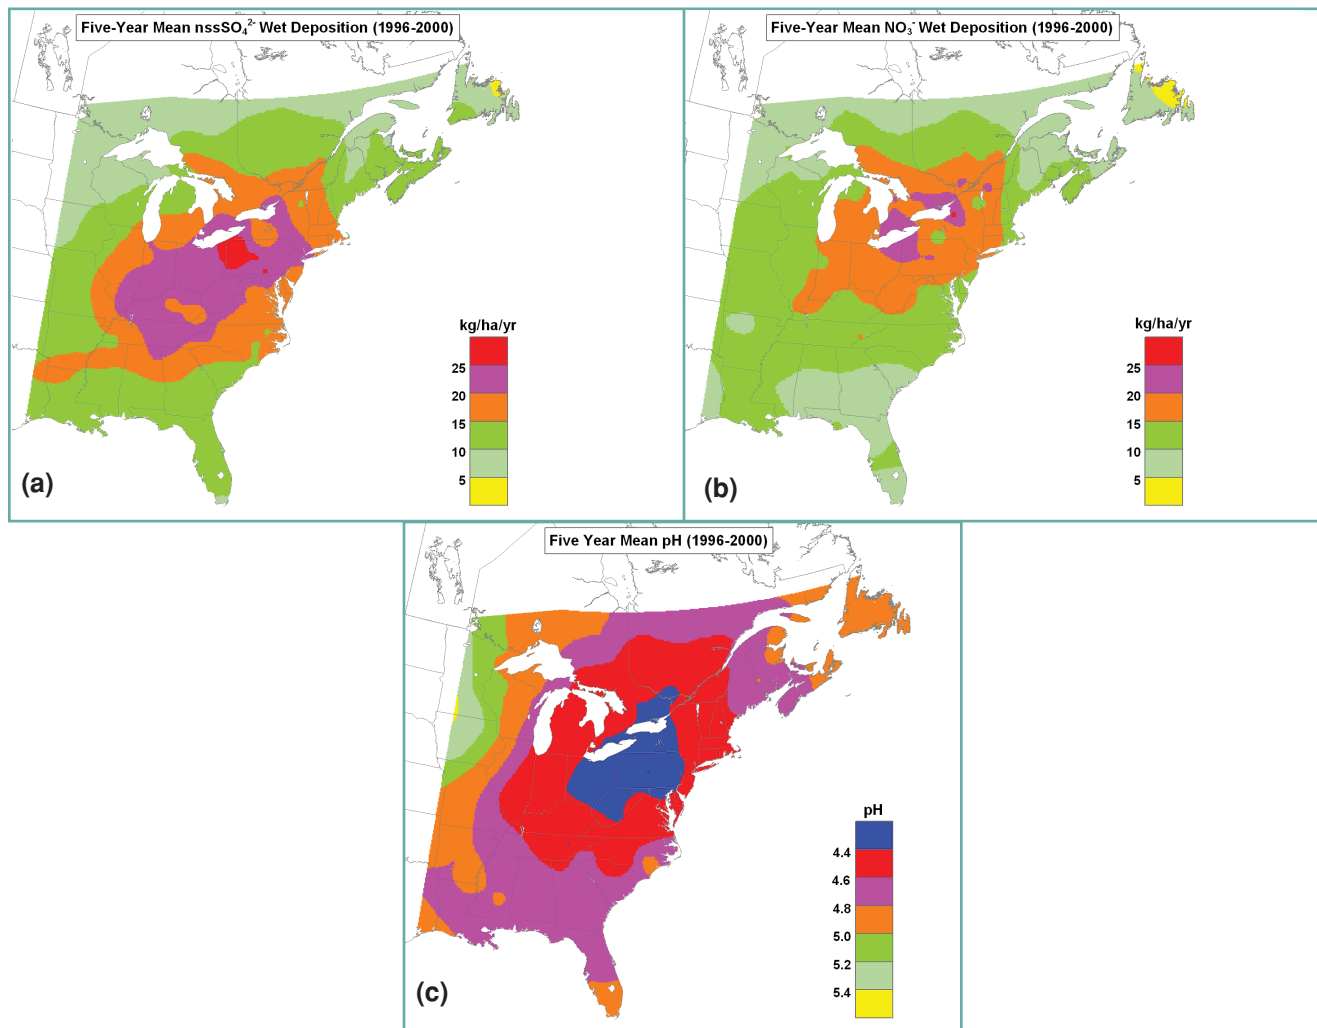 Five-Year Mean nssSO₄²⁻ Wet Deposition (1996-2000)
kg/ha/yr
25
20
15
10
5
(a)
Five-Year Mean NO₃⁻ Wet Deposition (1996-2000)
kg/ha/yr
25
20
15
10
5
(b)
Five Year Mean pH (1996-2000)
pH
4.4
4.6
4.8
5.0
5.2
5.4
(c)